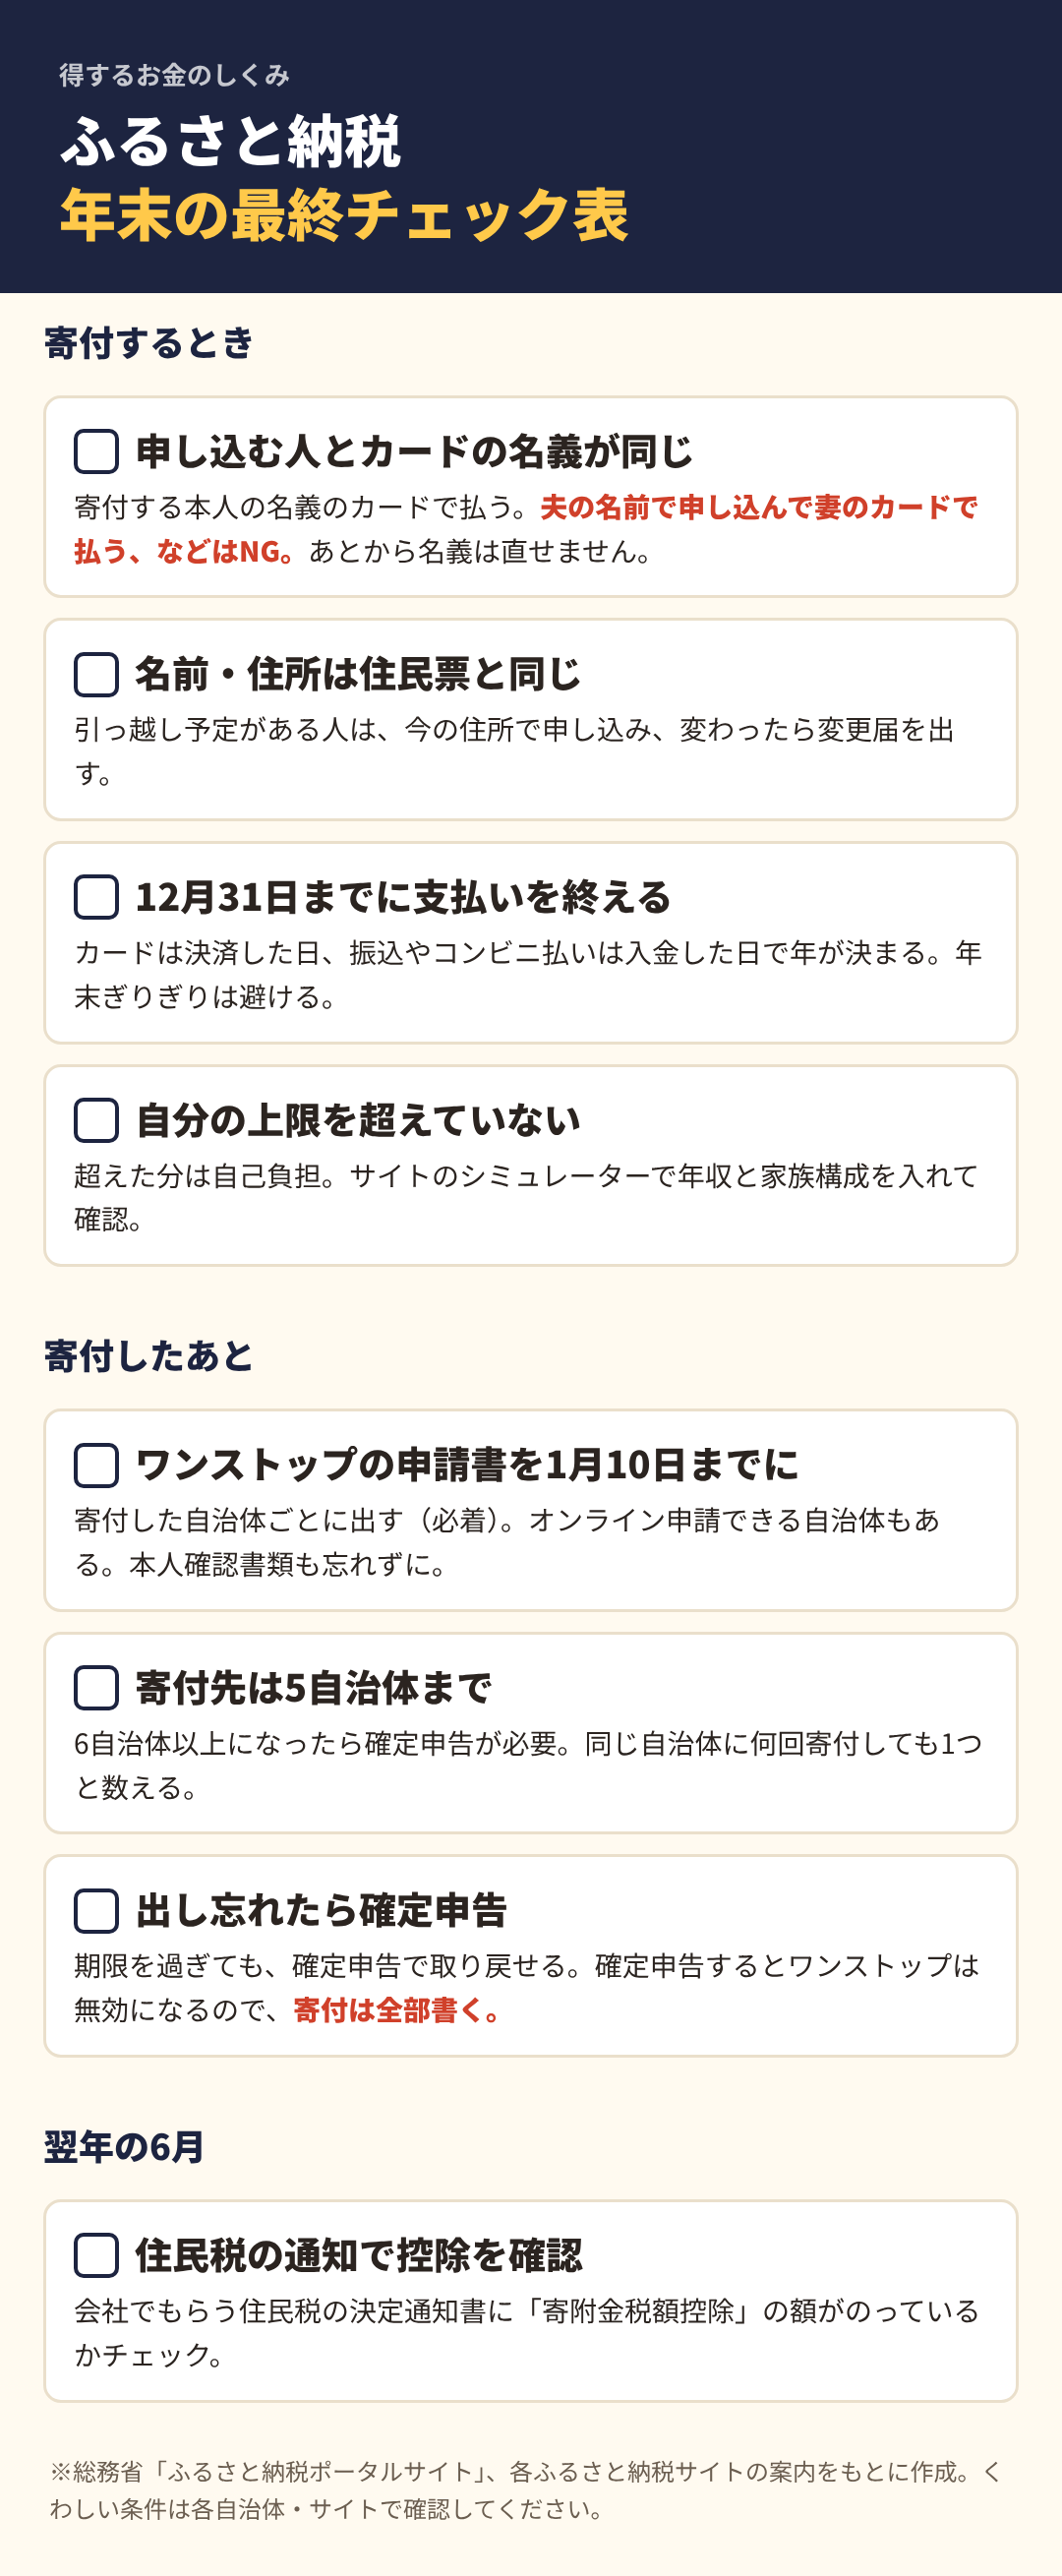 得するお金のしくみ
ふるさと納税
年末の最終チェック表
寄付するとき
申し込む人とカードの名義が同じ
寄付する本人の名義のカードで払う。夫の名前で申し込んで妻のカードで
払う、などはNG。あとから名義は直せません。
名前・住所は住民票と同じ
引っ越し予定がある人は、今の住所で申し込み、変わったら変更届を出
す。
12月31日までに支払いを終える
カードは決済した日、振込やコンビニ払いは入金した日で年が決まる。年
末ぎりぎりは避ける。
自分の上限を超えていない
超えた分は自己負担。サイトのシミュレーターで年収と家族構成を入れて
確認。
寄付したあと
ワンストップの申請書を1月10日までに
寄付した自治体ごとに出す（必着）。オンライン申請できる自治体もあ
る。本人確認書類も忘れずに。
寄付先は5自治体まで
6自治体以上になったら確定申告が必要。同じ自治体に何回寄付しても1つ
と数える。
出し忘れたら確定申告
期限を過ぎても、確定申告で取り戻せる。確定申告するとワンストップは
無効になるので、寄付は全部書く。
翌年の6月
住民税の通知で控除を確認
会社でもらう住民税の決定通知書に「寄附金税額控除」の額がのっている
かチェック。
※総務省「ふるさと納税ポータルサイト」、各ふるさと納税サイトの案内をもとに作成。く
わしい条件は各自治体・サイトで確認してください。